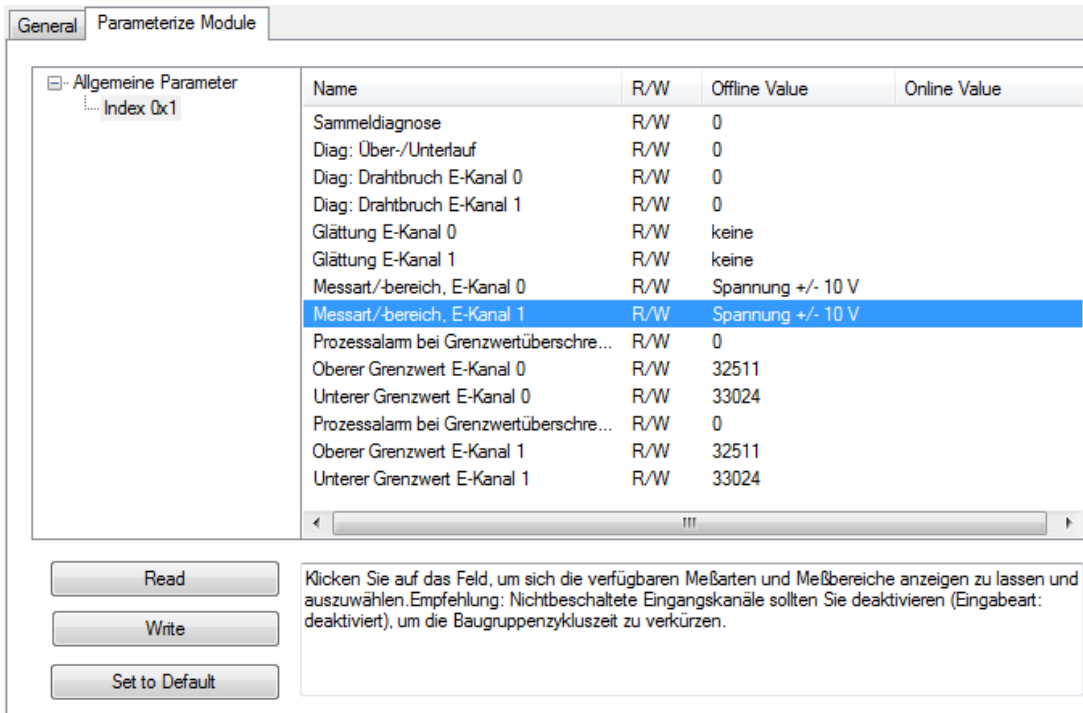 General Parameterize Module
Allgemeine Parameter
Index 0x1
Name R/W Offline Value Online Value
Sammeldiagnose R/W 0
Diag: Über-/Unterlauf R/W 0
Diag: Drahtbruch E-Kanal 0 R/W 0
Diag: Drahtbruch E-Kanal 1 R/W 0
Glättung E-Kanal 0 R/W keine
Glättung E-Kanal 1 R/W keine
Messart/-bereich, E-Kanal 0 R/W Spannung +/- 10 V
Messart/-bereich, E-Kanal 1 R/W Spannung +/- 10 V
Prozessalarm bei Grenzwertüberschre... R/W 0
Oberer Grenzwert E-Kanal 0 R/W 32511
Unterer Grenzwert E-Kanal 0 R/W 33024
Prozessalarm bei Grenzwertüberschre... R/W 0
Oberer Grenzwert E-Kanal 1 R/W 32511
Unterer Grenzwert E-Kanal 1 R/W 33024
Read
Write
Set to Default
Klicken Sie auf das Feld, um sich die verfügbaren Meßarten und Meßbereiche anzeigen zu lassen und
auszuwählen.Empfehlung: Nichtbeschaltete Eingangskanäle sollten Sie deaktivieren (Eingabeart:
deaktiviert), um die Baugruppenzykluszeit zu verkürzen.